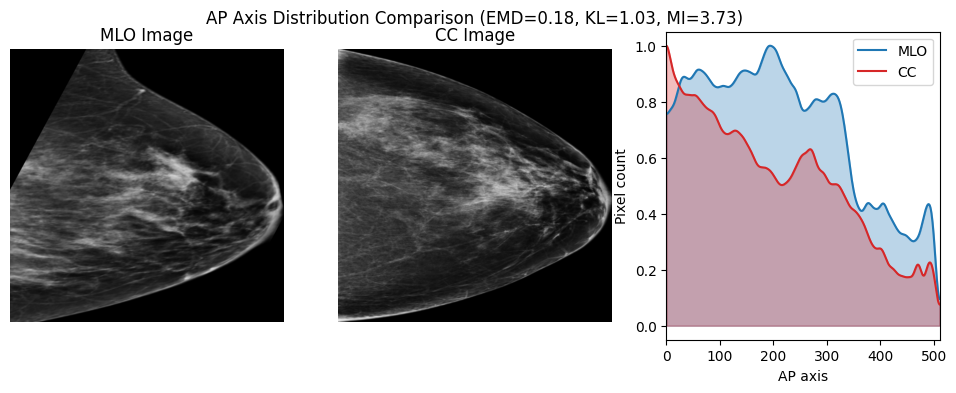 AP Axis Distribution Comparison (EMD=0.18, KL=1.03, MI=3.73)
MLO Image
CC Image
MLO
CC
Pixel count
1.0
0.8
0.6
0.4
0.2
0.0
0 100 200 300 400 500
AP axis